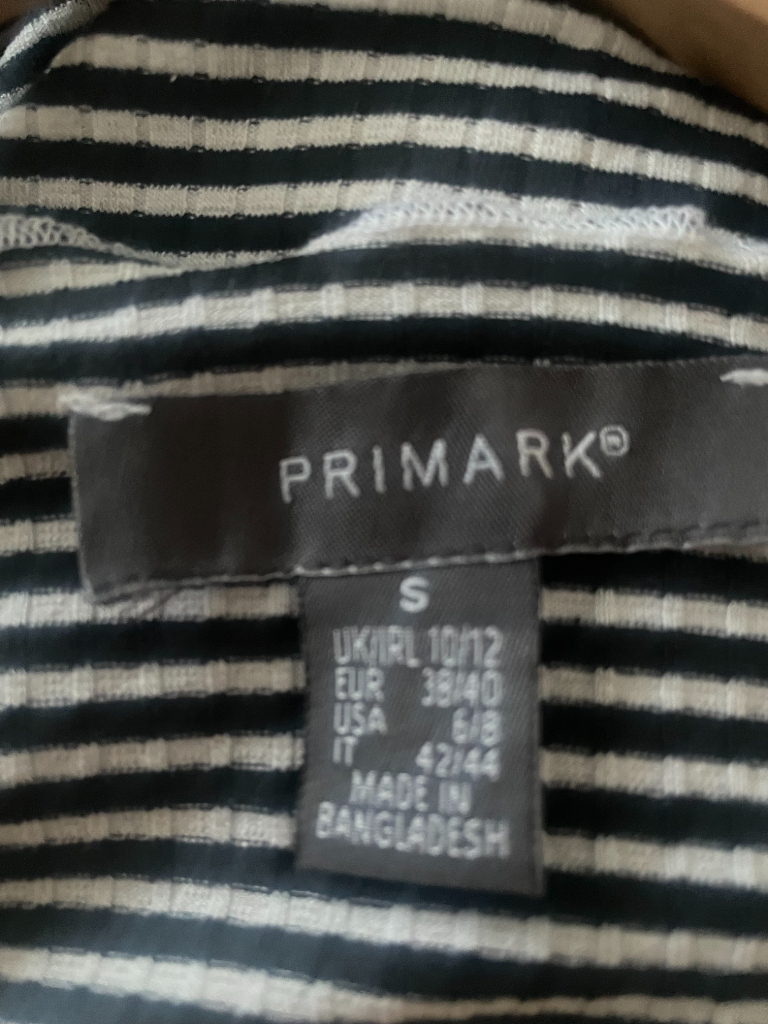 PRIMARK®
S
UK/IRL 10/12
EUR 38/40
USA 6/8
IT 42/44
MADE IN
BANGLADESH